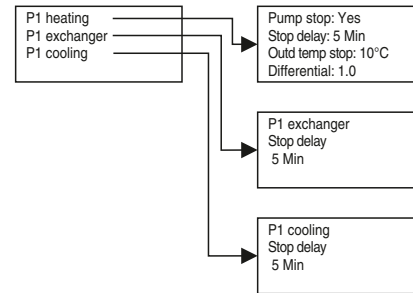 P1 heating
P1 exchanger
P1 cooling
Pump stop: Yes
Stop delay: 5 Min
Outd temp stop: 10°C
Differential: 1.0
P1 exchanger
Stop delay
5 Min
P1 cooling
Stop delay
5 Min